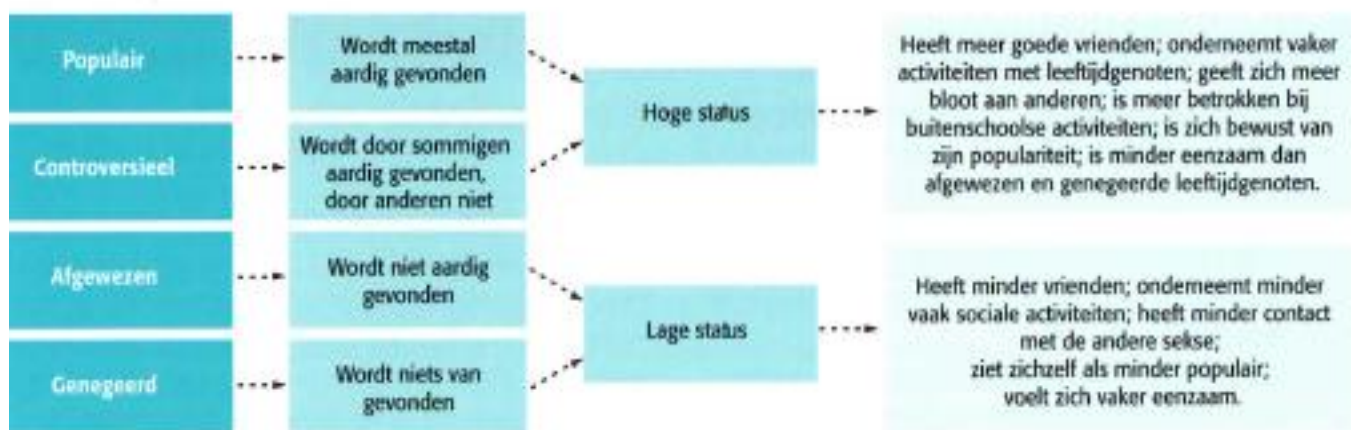 Populair
Wordt meestal
aardig gevonden
Controversieel
Wordt door sommigen
aardig gevonden,
door anderen niet
Hoge status
Heeft meer goede vrienden; onderneemt vaker
activiteiten met leeftijdgenoten; geeft zich meer
bloot aan anderen; is meer betrokken bij
buitenschoolse activiteiten; is zich bewust van
zijn populariteit; is minder eenzaam dan
afgewezen en genegeerde leeftijdgenoten.
Afgewezen
Wordt niet aardig
gevonden
Genegeerd
Wordt niets van
gevonden
Lage status
Heeft minder vrienden; onderneemt minder
vaak sociale activiteiten; heeft minder contact
met de andere sekse;
ziet zichzelf als minder populair;
voelt zich vaker eenzaam.